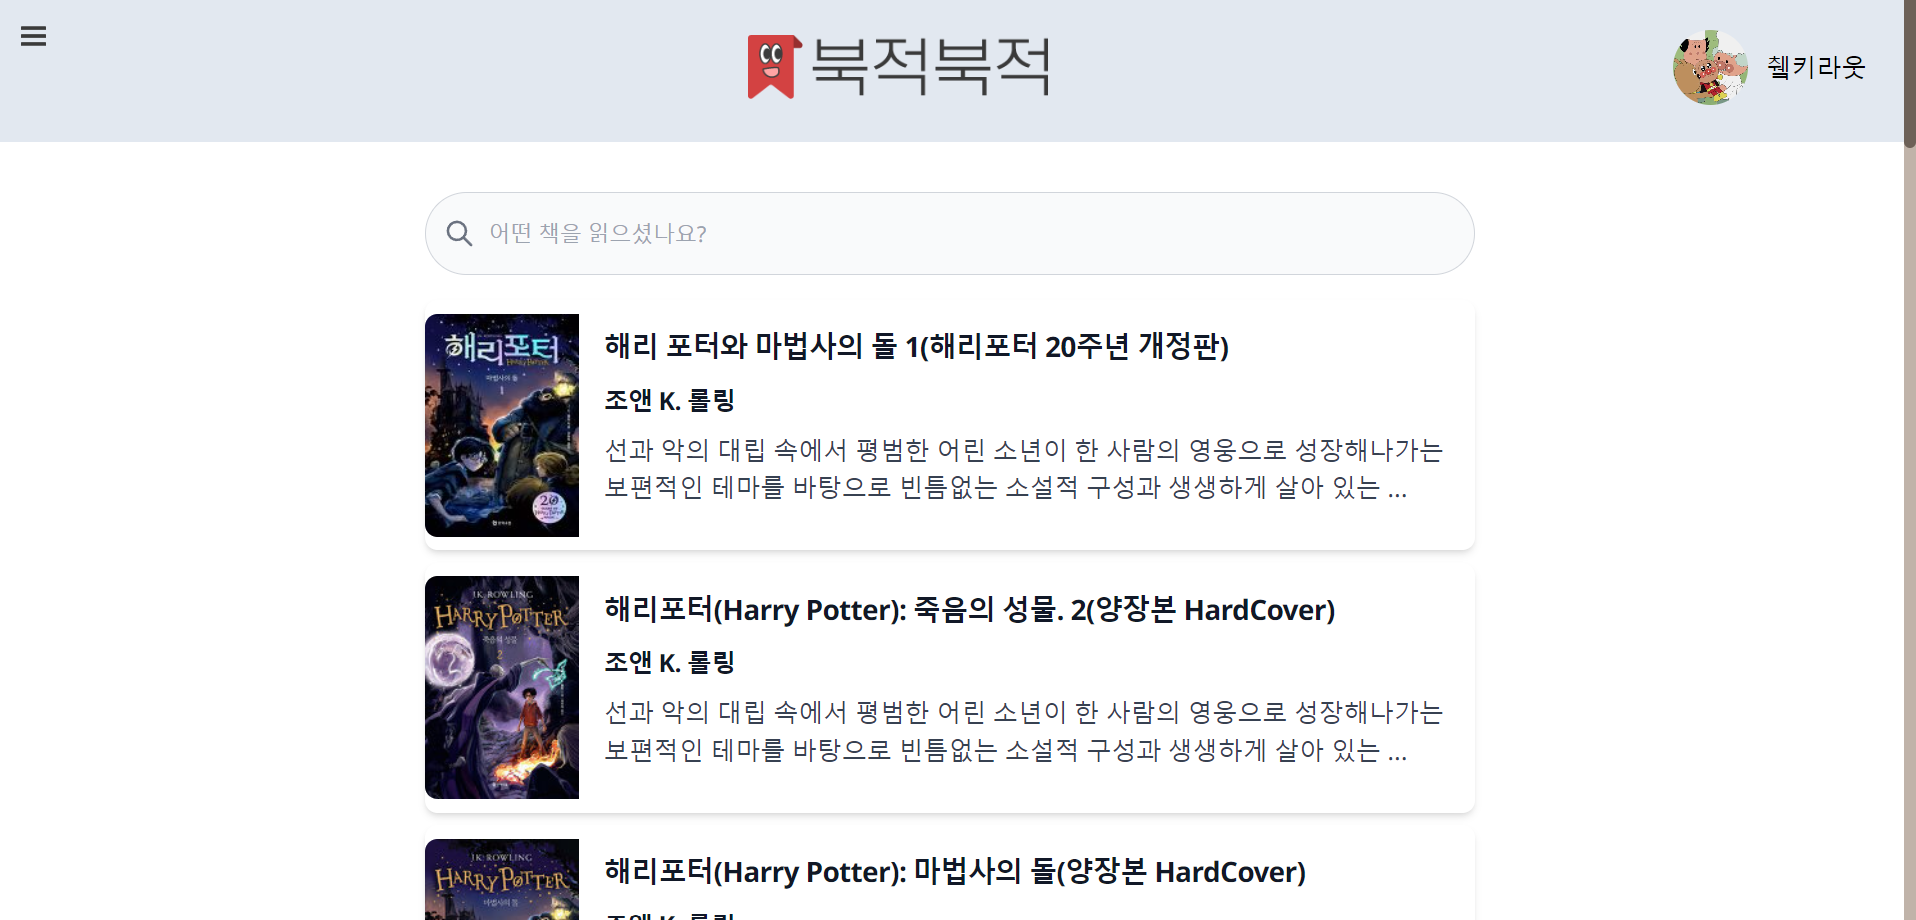 북적북적
췤키라웃
어떤 책을 읽으셨나요?
해리포터
Harry Potter
마법사의 돌
1
20
해리 포터와 마법사의 돌 1(해리포터 20주년 개정판)
조앤 K. 롤링
선과 악의 대립 속에서 평범한 어린 소년이 한 사람의 영웅으로 성장해나가는
보편적인 테마를 바탕으로 빈틈없는 소설적 구성과 생생하게 살아 있는 ...
J.K. ROWLING
HARRY POTTER
죽음의 성물
2
해리포터(Harry Potter): 죽음의 성물. 2(양장본 HardCover)
조앤 K. 롤링
선과 악의 대립 속에서 평범한 어린 소년이 한 사람의 영웅으로 성장해나가는
보편적인 테마를 바탕으로 빈틈없는 소설적 구성과 생생하게 살아 있는 ...
J.K. ROWLING
HARRY POTTER
마법사의 돌
해리포터(Harry Potter): 마법사의 돌(양장본 HardCover)
조앤 K. 롤링